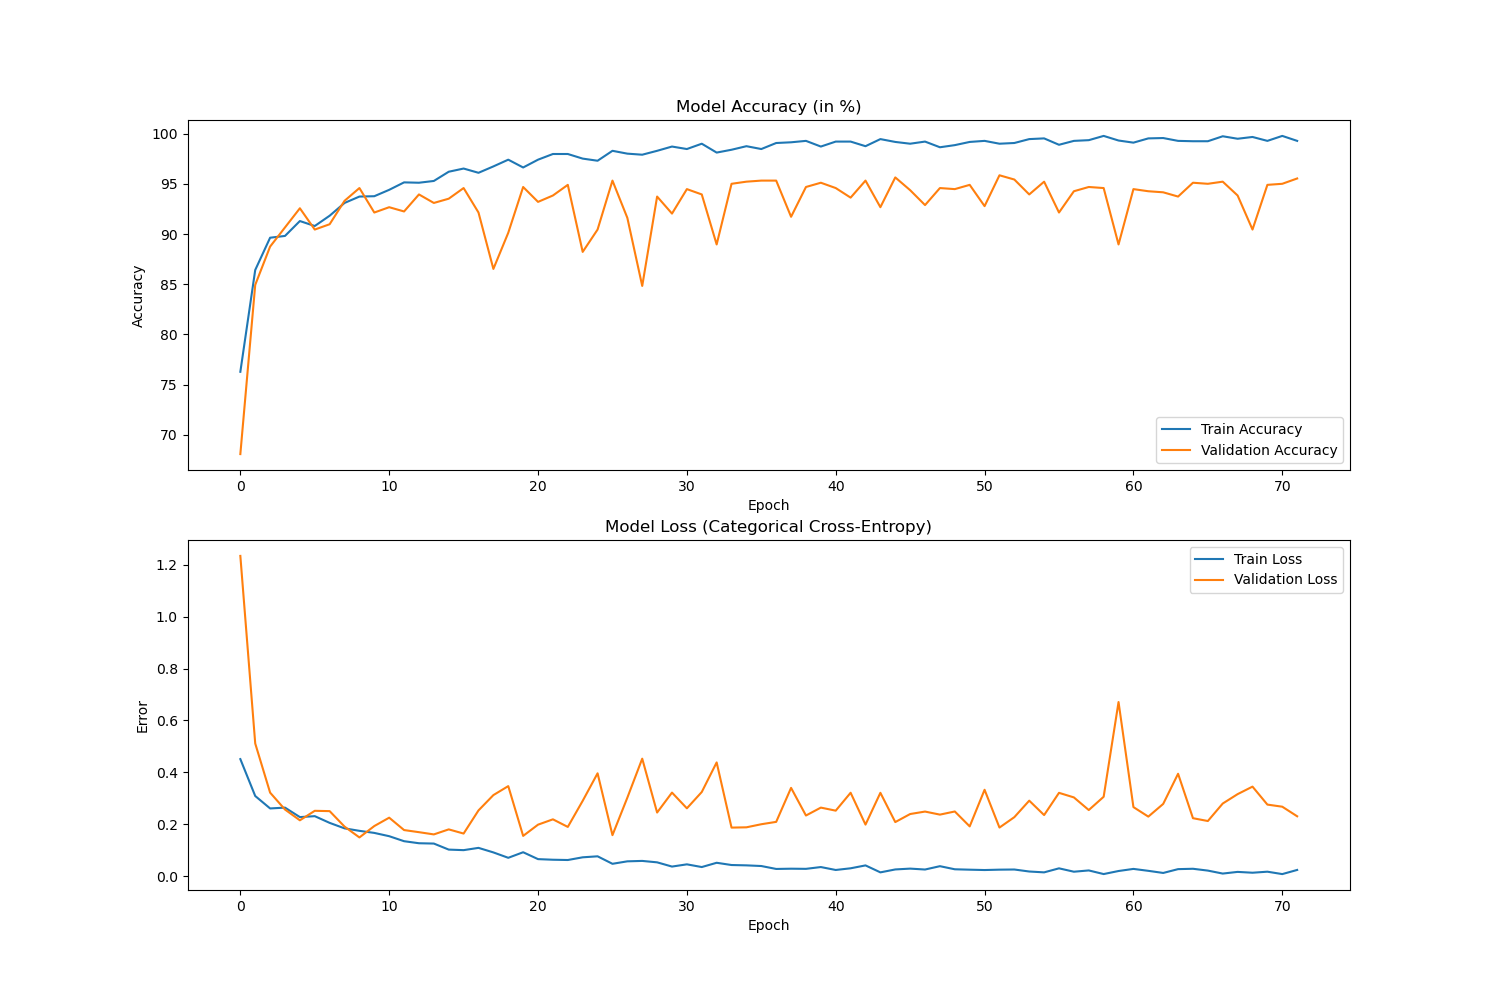 Model Accuracy (in %)
100
95
90
85
80
75
70
Accuracy
Train Accuracy
Validation Accuracy
0 10 20 30 40 50 60 70
Epoch
Model Loss (Categorical Cross-Entropy)
1.2
1.0
0.8
0.6
0.4
0.2
0.0
Error
Train Loss
Validation Loss
0 10 20 30 40 50 60 70
Epoch